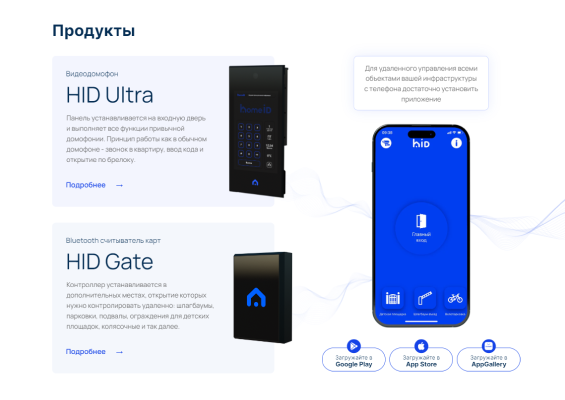 Продукты
Видеодомофон
HID Ultra
Панель устанавливается на входную дверь
и выполняет все функции привычной
домофонии. Принцип работы как в обычном
домофоне - звонок в квартиру, ввод кода и
открытие по брелоку.
Подробнее →
Bluetooth считыватель карт
HID Gate
Контроллер устанавливается в
дополнительных местах, открытие которых
нужно контролировать удаленно: шлагбаумы,
парковки, подвалы, ограждения для детских
площадок, колясочные и так далее.
Подробнее →
Для удаленного управления всеми
объектами вашей инфраструктуры
с телефона достаточно установить
приложение
hiD
Главный
вход
Загружайте в
Google Play
Загружайте в
App Store
Загружайте в
AppGallery